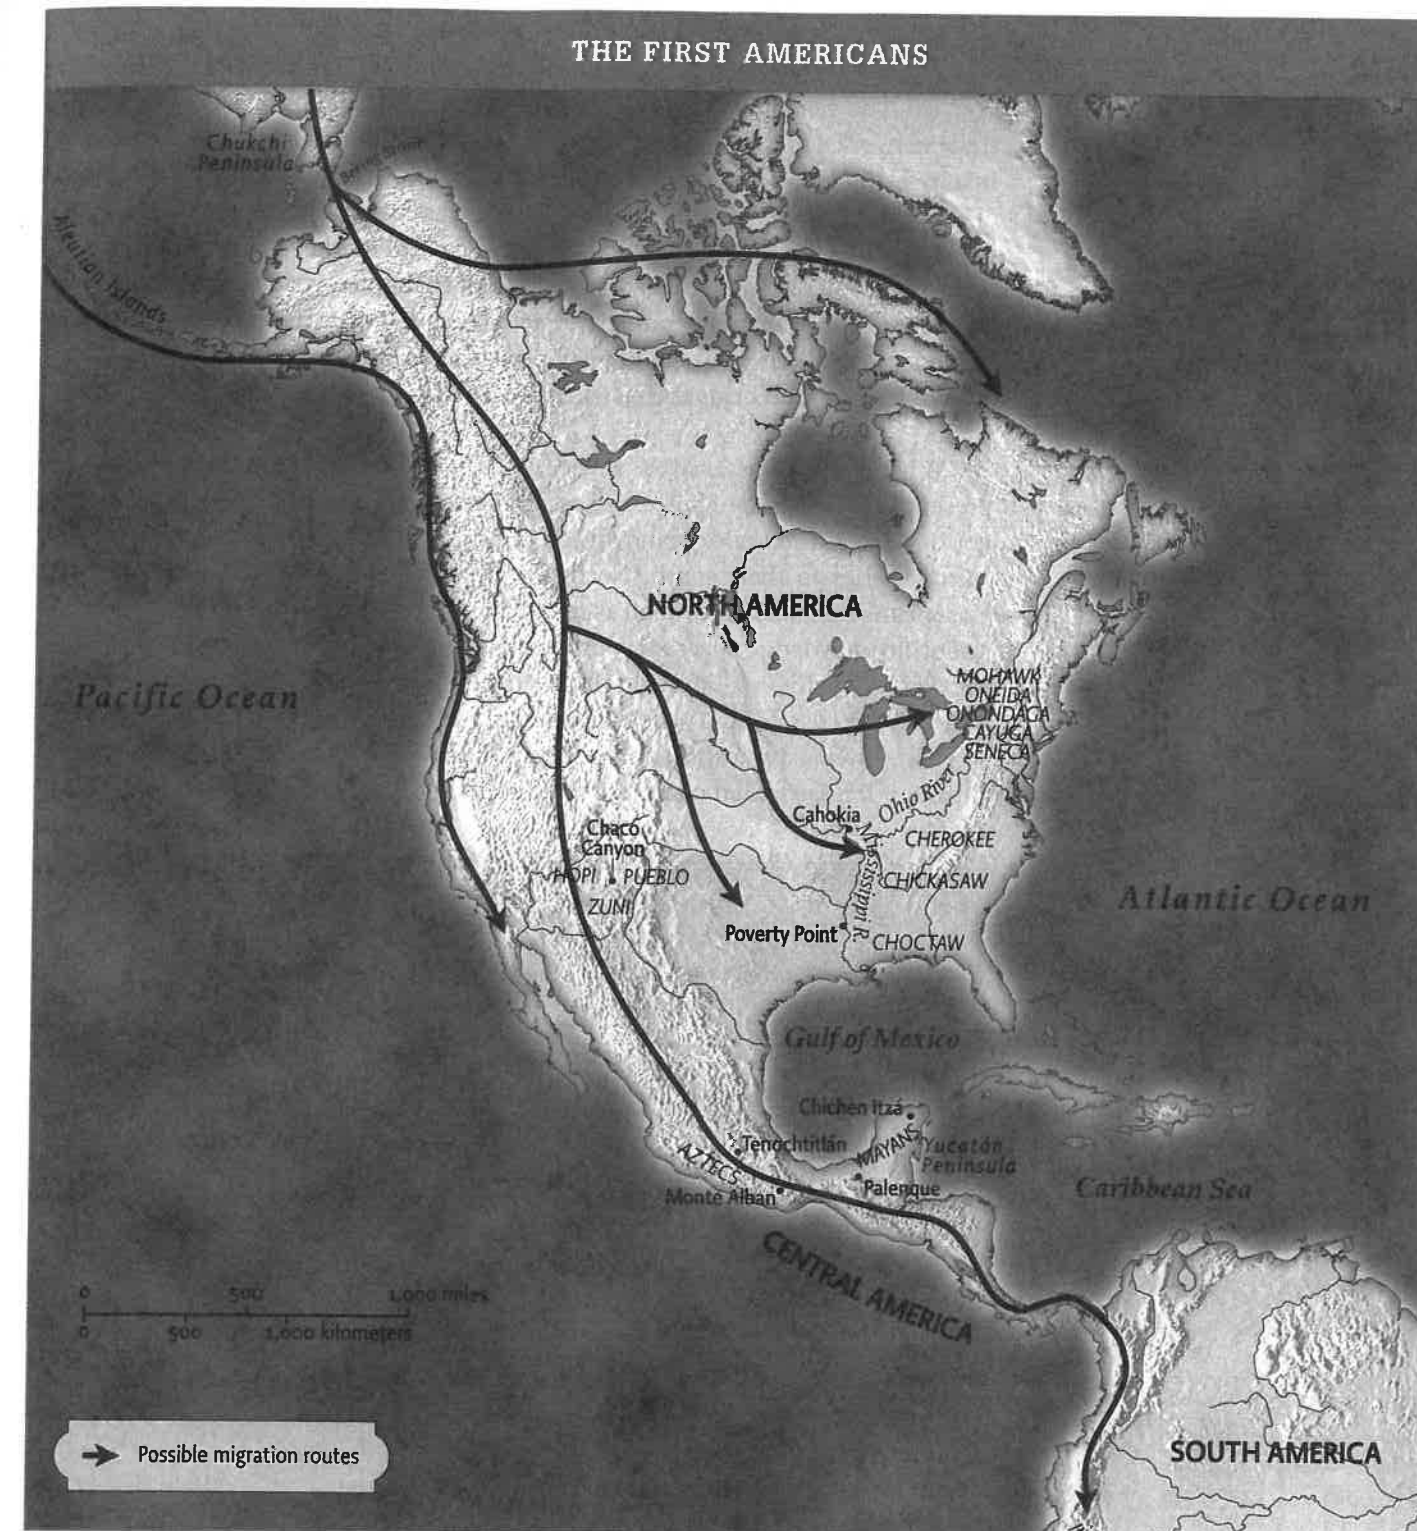 THE FIRST AMERICANS
Chukchi
Peninsula
Bering Strait
Aleutian Islands
NORTH AMERICA
Pacific Ocean
MOHAWK
ONEIDA
ONONDAGA
CAYUGA
SENECA
Ohio River
Cahokia
Mississippi R.
CHEROKEE
Chaco
Canyon
HOPI
PUEBLO
ZUNI
CHICKASAW
Atlantic Ocean
Poverty Point
CHOCTAW
Gulf of Mexico
Chichen Itzá
Tenochtitlán
MAYANS
Yucatán
Peninsula
AZTECS
Palenque
Monte Alban
Caribbean Sea
CENTRAL AMERICA
0 500 1,000 miles
0 500 1,000 kilometers
Possible migration routes
SOUTH AMERICA